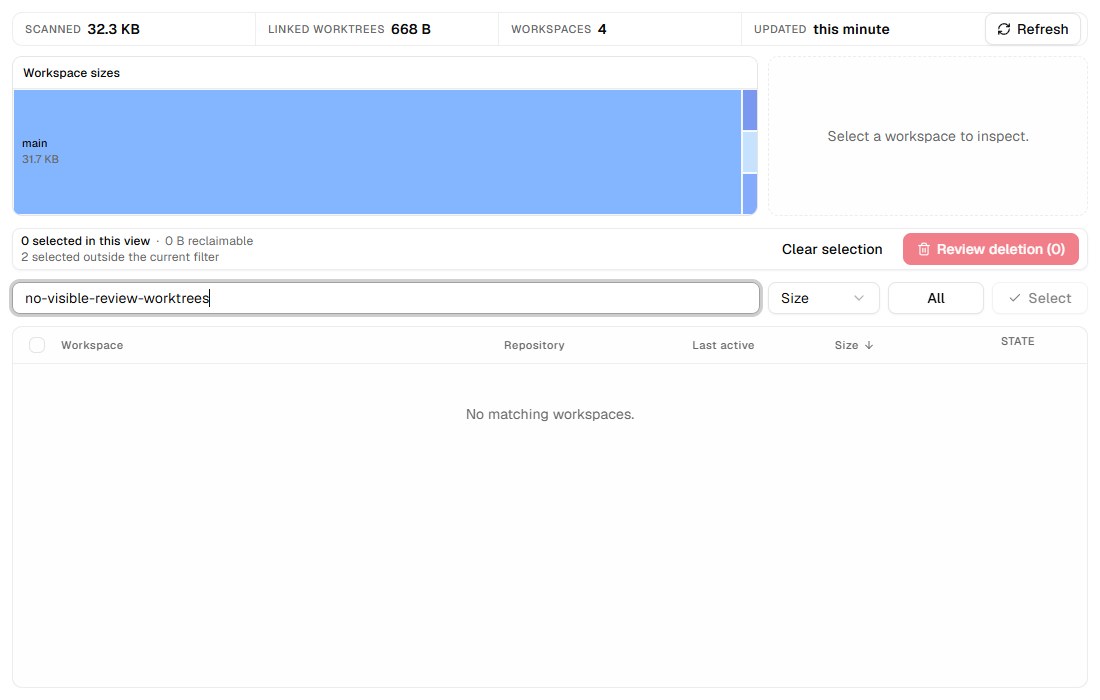 SCANNED 32.3 KB LINKED WORKTREES 668 B WORKSPACES 4 UPDATED this minute Refresh
Workspace sizes
main
31.7 KB
Select a workspace to inspect.
0 selected in this view · 0 B reclaimable
2 selected outside the current filter
Clear selection Review deletion (0)
no-visible-review-worktrees Size All Select
Workspace Repository Last active Size STATE
No matching workspaces.